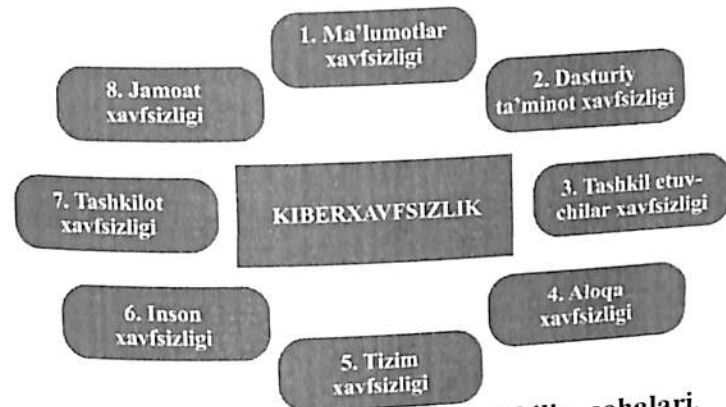 1. Ma'lumotlar
xavfsizligi
2. Dasturiy
ta'minot xavfsizligi
3. Tashkil etuv-
chilar xavfsizligi
4. Aloqa
xavfsizligi
5. Tizim
xavfsizligi
6. Inson
xavfsizligi
7. Tashkilot
xavfsizligi
8. Jamoat
xavfsizligi
KIBERXAVFSIZLIK
sohalari.